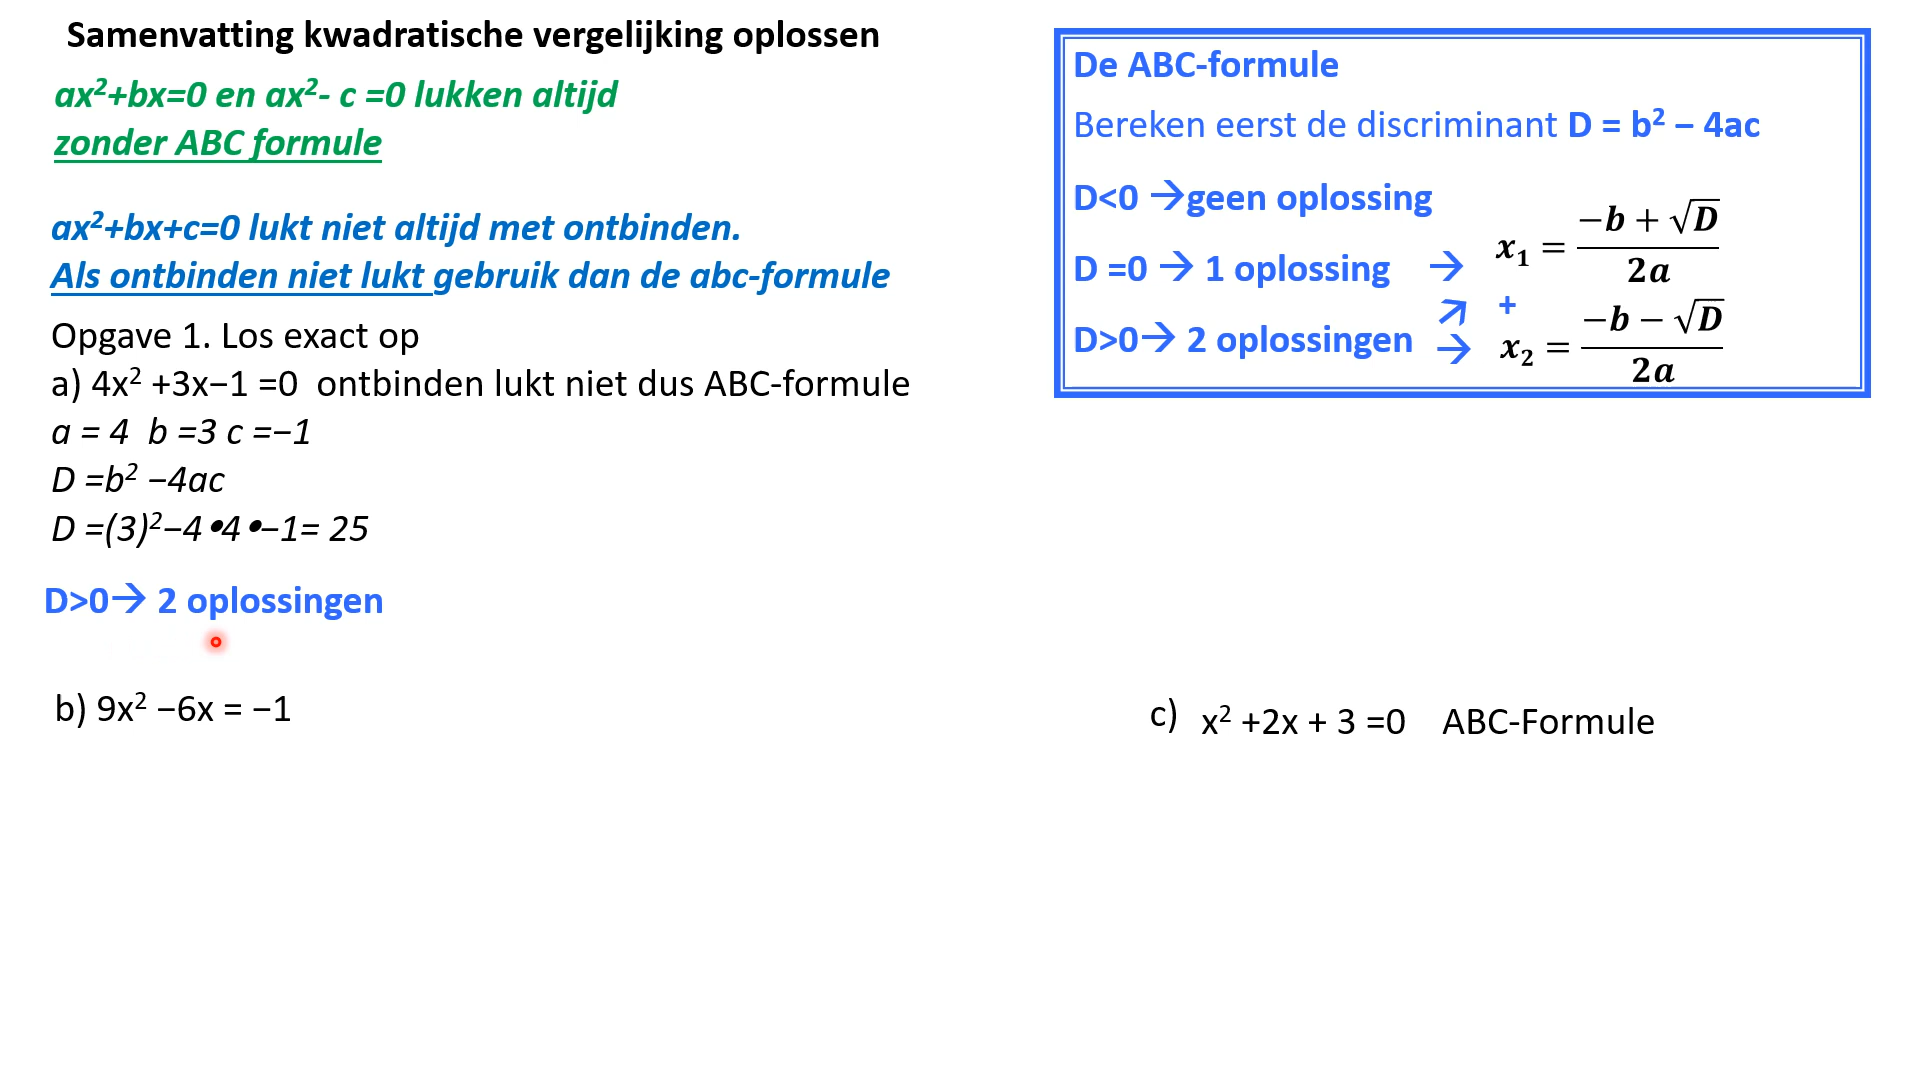 Samenvatting kwadratische vergelijking oplossen
ax²+bx=0 en ax²- c =0 lukken altijd
zonder ABC formule
ax²+bx+c=0 lukt niet altijd met ontbinden.
Als ontbinden niet lukt gebruik dan de abc-formule
Opgave 1. Los exact op
a) 4x² +3x−1 =0 ontbinden lukt niet dus ABC-formule
a = 4 b =3 c =−1
D =b² −4ac
D =(3)²−4•4•−1= 25
D>0→ 2 oplossingen
b) 9x² −6x = −1
De ABC-formule
Bereken eerst de discriminant D = b² − 4ac
D<0 →geen oplossing
D =0 → 1 oplossing → x₁ = (−b + √D)/(2a)
↗ +
D>0→ 2 oplossingen → x₂ = (−b − √D)/(2a)
c) x² +2x + 3 =0 ABC-Formule